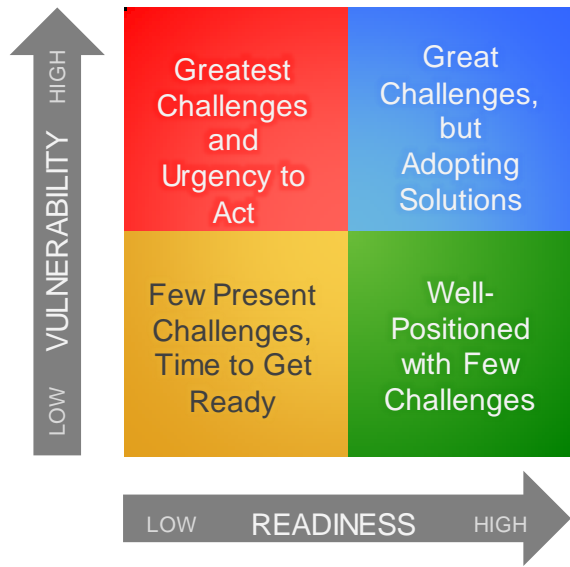 HIGH
VULNERABILITY
LOW
Greatest
Challenges
and
Urgency to
Act
Great
Challenges,
but
Adopting
Solutions
Few Present
Challenges,
Time to Get
Ready
Well-
Positioned
with Few
Challenges
LOW READINESS HIGH